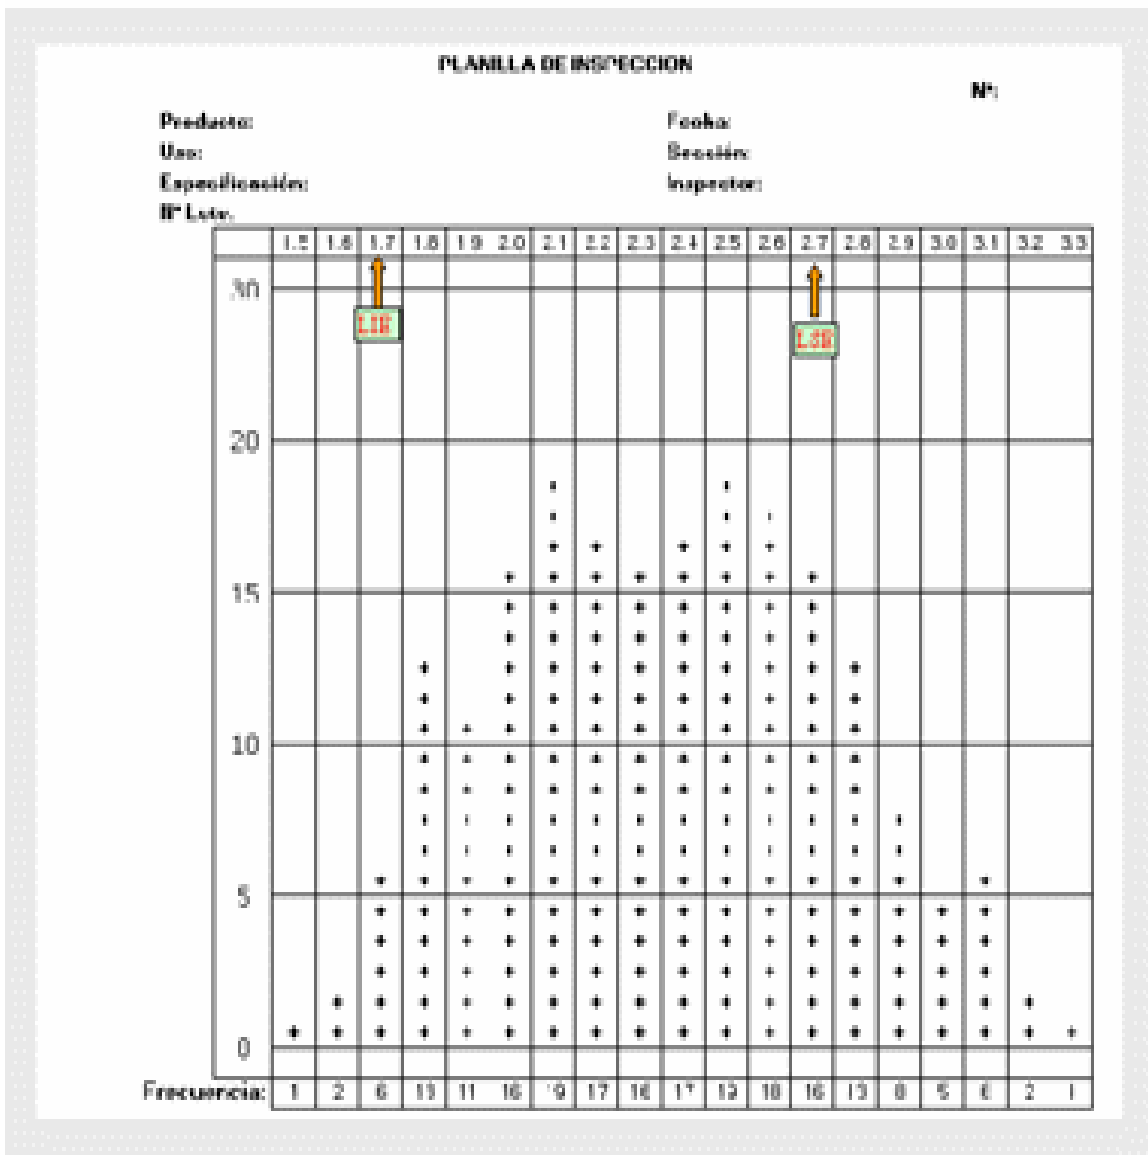 PLANILLA DE INSPECCION
Nº:
Producto: Fecha:
Uso: Sección:
Especificación: Inspector:
Nº Lote.
1.5 1.6 1.7 1.8 1.9 2.0 2.1 2.2 2.3 2.4 2.5 2.6 2.7 2.8 2.9 3.0 3.1 3.2 3.3
30
LIE
LSE
20
15
10
5
0
Frecuencia: 1 2 6 13 11 16 19 17 16 17 19 18 16 13 8 5 6 2 1